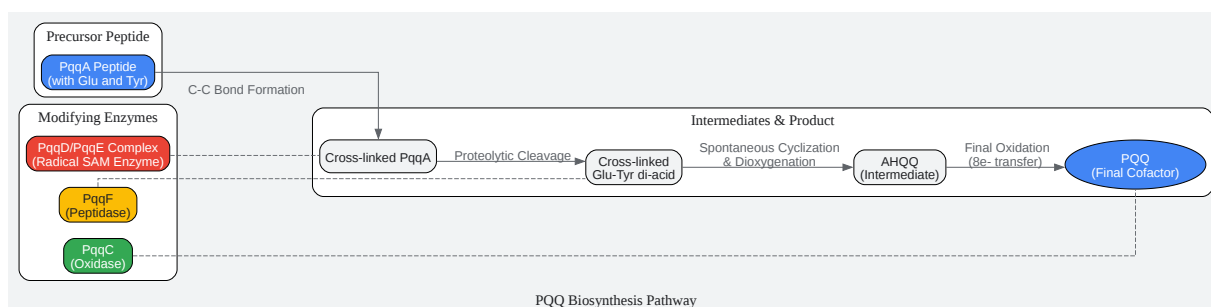 Precursor Peptide
PqqA Peptide
(with Glu and Tyr)
C-C Bond Formation
Modifying Enzymes
PqqD/PqqE Complex
(Radical SAM Enzyme)
PqqF
(Peptidase)
PqqC
(Oxidase)
Intermediates & Product
Cross-linked PqqA
Proteolytic Cleavage
Cross-linked
Glu-Tyr di-acid
Spontaneous Cyclization
& Dioxygenation
AHQQ
(Intermediate)
Final Oxidation
(8e- transfer)
PQQ
(Final Cofactor)
PQQ Biosynthesis Pathway